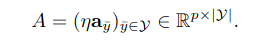 A = (ηa_ȳ)_{ȳ∈𝒴} ∈ ℝ^{p×|𝒴|}.